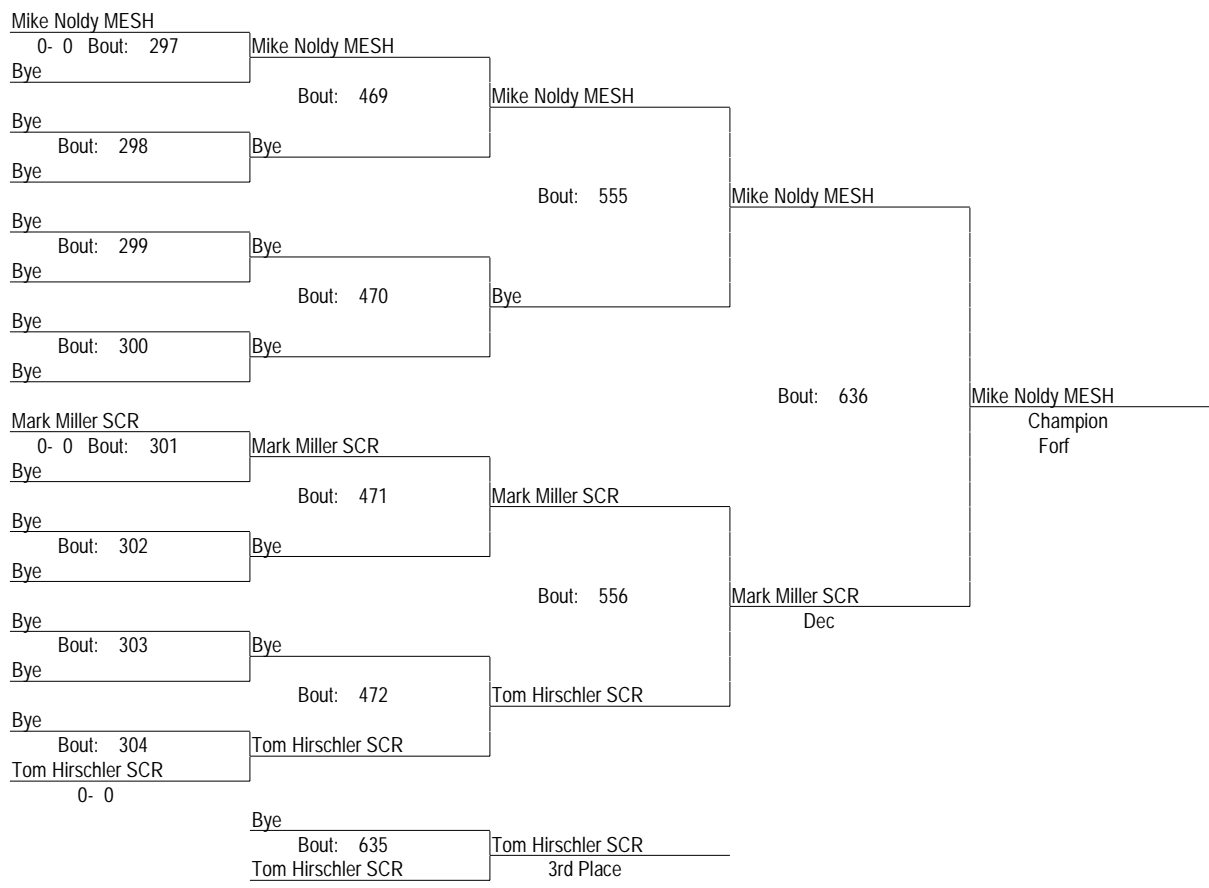 Mike Noldy MESH
0- 0 Bout: 297 Mike Noldy MESH
Bye
Bout: 469 Mike Noldy MESH
Bye
Bout: 298 Bye
Bye
Bout: 555 Mike Noldy MESH
Bye
Bout: 299 Bye
Bye
Bout: 470 Bye
Bye
Bout: 300 Bye
Bye
Bout: 636 Mike Noldy MESH
Mark Miller SCR
Champion
0- 0 Bout: 301 Mark Miller SCR
Forf
Bye
Bout: 471 Mark Miller SCR
Bye
Bout: 302 Bye
Bye
Bout: 556 Mark Miller SCR
Bye
Dec
Bout: 303 Bye
Bye
Bout: 472 Tom Hirschler SCR
Bye
Bout: 304 Tom Hirschler SCR
Tom Hirschler SCR
0- 0
Bye
Bout: 635 Tom Hirschler SCR
Tom Hirschler SCR 3rd Place